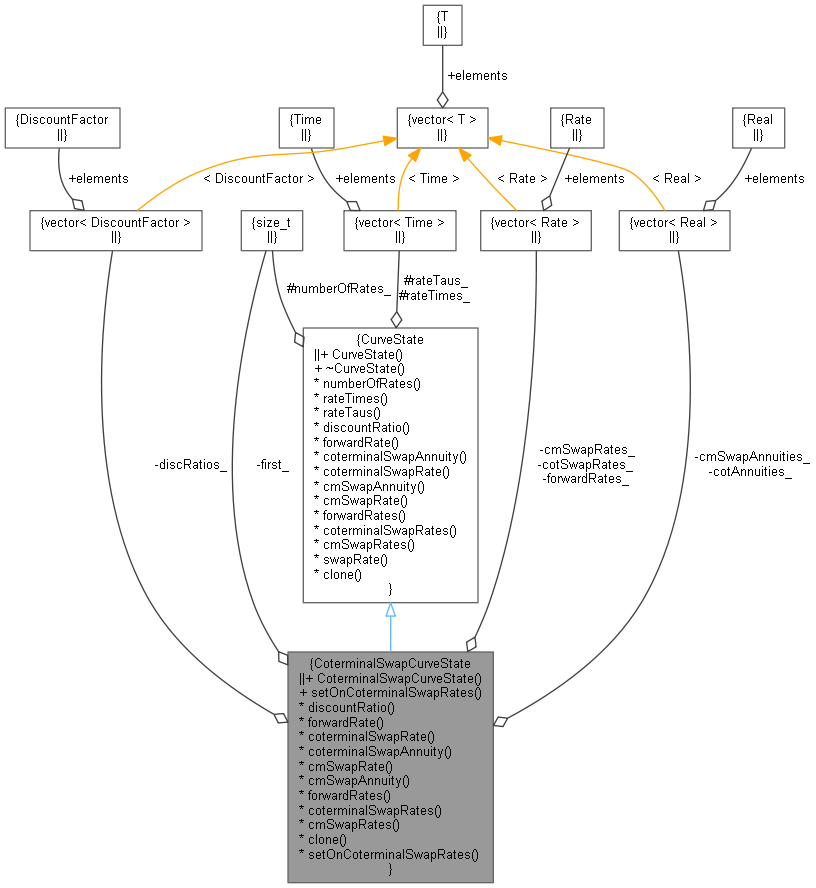 {T
||}
+elements
{DiscountFactor
||}
{Time
||}
{vector< T >
||}
{Rate
||}
{Real
||}
+elements
< DiscountFactor >
+elements
< Time >
< Rate >
+elements
< Real >
+elements
{vector< DiscountFactor >
||}
{size_t
||}
{vector< Time >
||}
{vector< Rate >
||}
{vector< Real >
||}
#numberOfRates_
#rateTaus_
#rateTimes_
{CurveState
||+ CurveState()
+ ~CurveState()
* numberOfRates()
* rateTimes()
* rateTaus()
* discountRatio()
* forwardRate()
* coterminalSwapAnnuity()
* coterminalSwapRate()
* cmSwapAnnuity()
* cmSwapRate()
* forwardRates()
* coterminalSwapRates()
* cmSwapRates()
* swapRate()
* clone()
}
-discRatios_
-first_
-cmSwapRates_
-cotSwapRates_
-forwardRates_
-cmSwapAnnuities_
-cotAnnuities_
{CoterminalSwapCurveState
||+ CoterminalSwapCurveState()
+ setOnCoterminalSwapRates()
* discountRatio()
* forwardRate()
* coterminalSwapRate()
* coterminalSwapAnnuity()
* cmSwapRate()
* cmSwapAnnuity()
* forwardRates()
* coterminalSwapRates()
* cmSwapRates()
* clone()
* setOnCoterminalSwapRates()
}